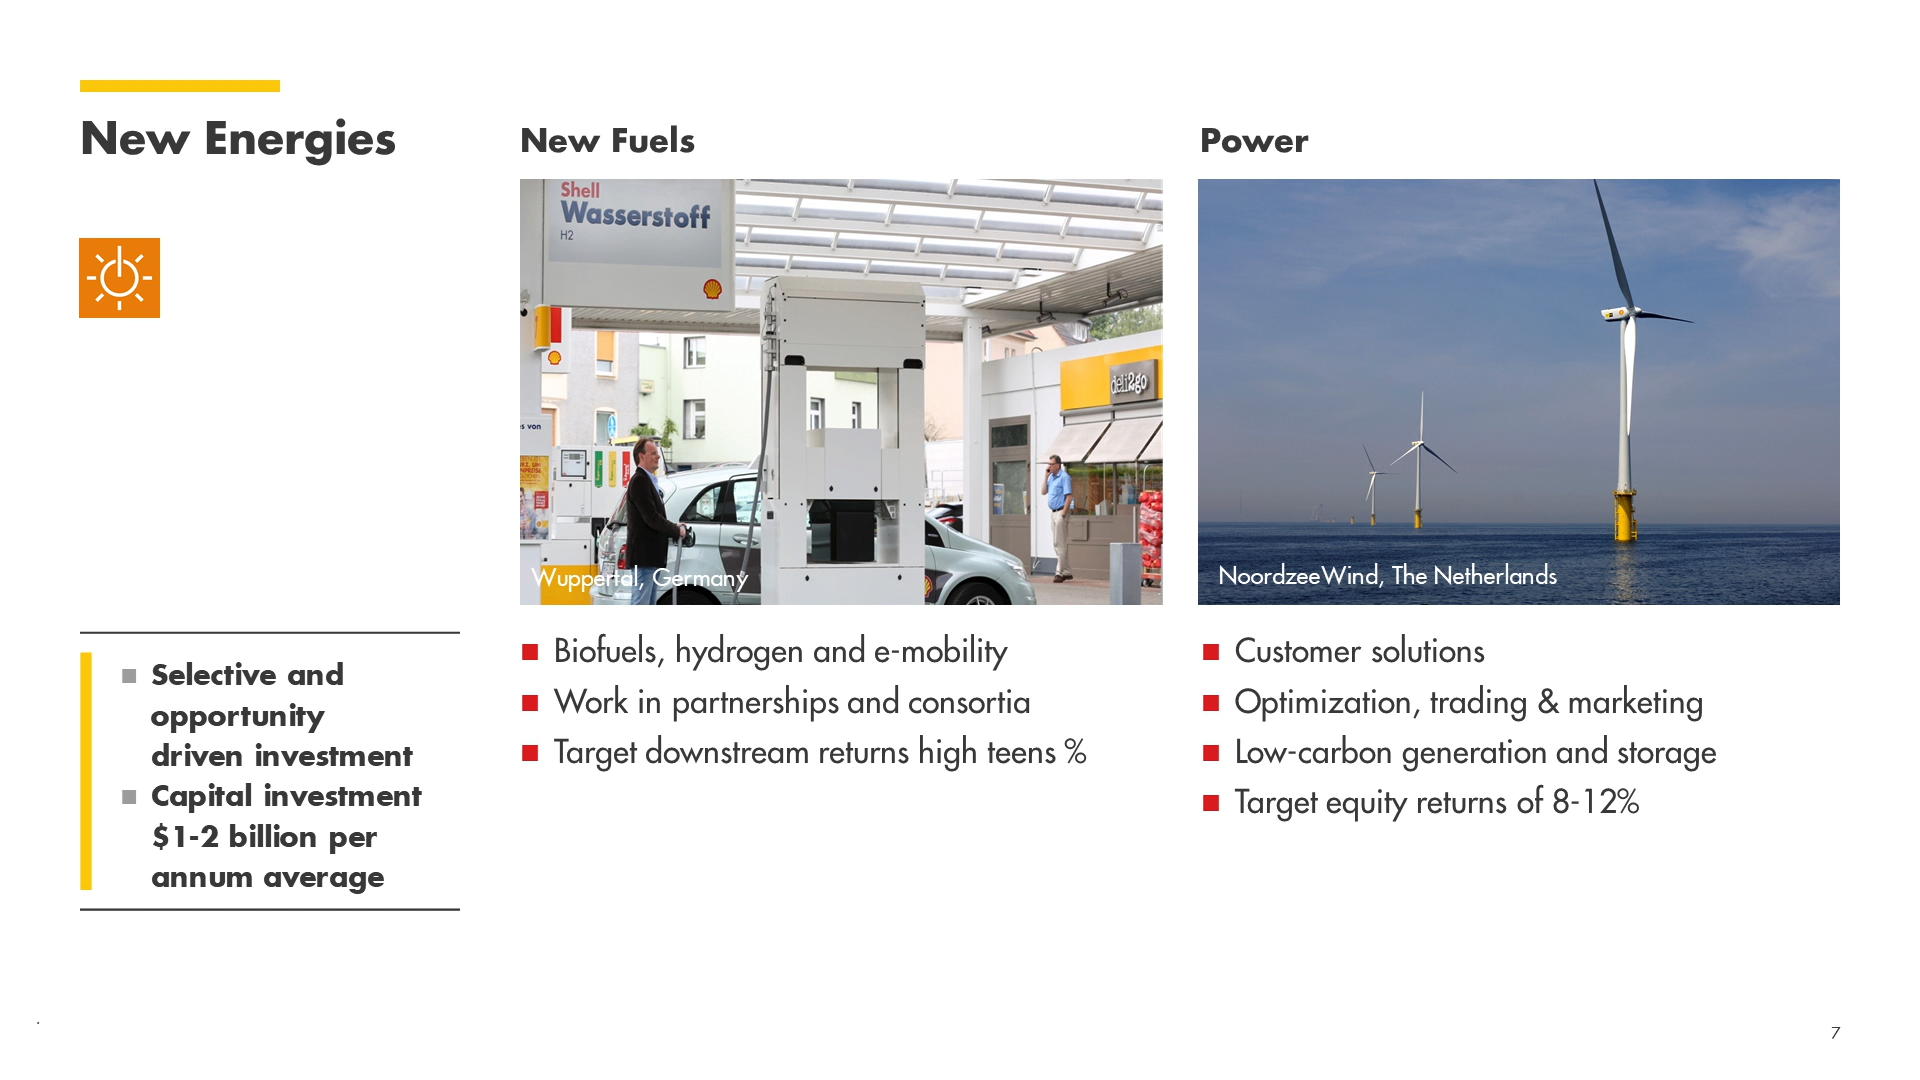 New Energies
New Fuels
Power
Shell
Wasserstoff
H2
deli2go
s von
Wuppertal, Germany
NoordzeeWind, The Netherlands
Selective and
opportunity
driven investment
Capital investment
$1-2 billion per
annum average
Biofuels, hydrogen and e-mobility
Work in partnerships and consortia
Target downstream returns high teens %
Customer solutions
Optimization, trading & marketing
Low-carbon generation and storage
Target equity returns of 8-12%
.
7